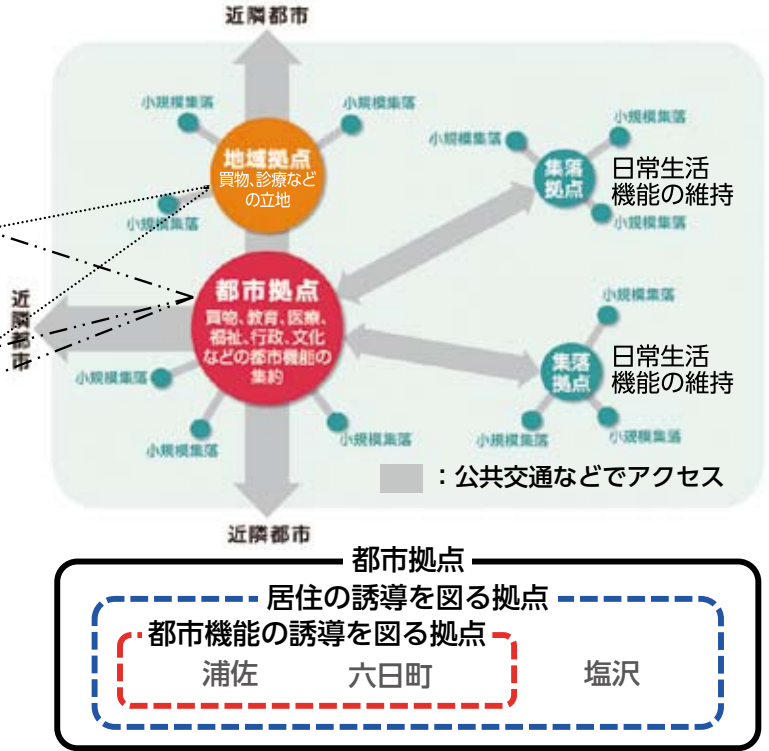 近隣都市
小規模集落
小規模集落
地域拠点
買物、診療など
の立地
小規模集落
小規模集落
小規模集落
集落
拠点
小規模集落
日常生活
機能の維持
近隣都市
都市拠点
買物、教育、医療、
福祉、行政、文化
などの都市機能の
集約
小規模集落
小規模集落
小規模集落
小規模集落
集落
拠点
小規模集落
小規模集落
日常生活
機能の維持
：公共交通などでアクセス
近隣都市
都市拠点
居住の誘導を図る拠点
都市機能の誘導を図る拠点
浦佐 六日町 塩沢